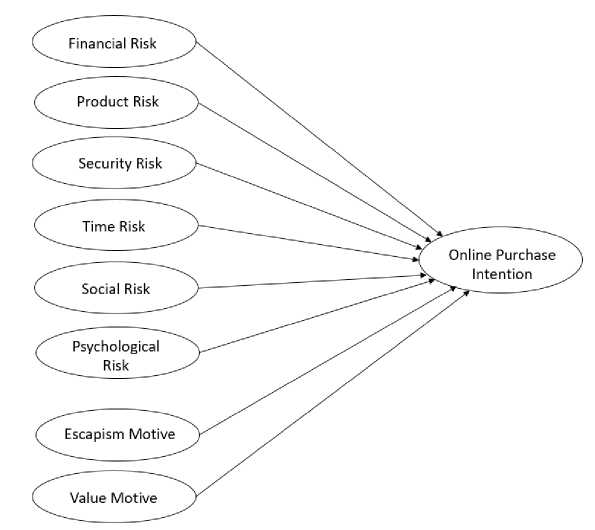 Financial Risk
Product Risk
Security Risk
Time Risk
Social Risk
Psychological
Risk
Escapism Motive
Value Motive
Online Purchase
Intention